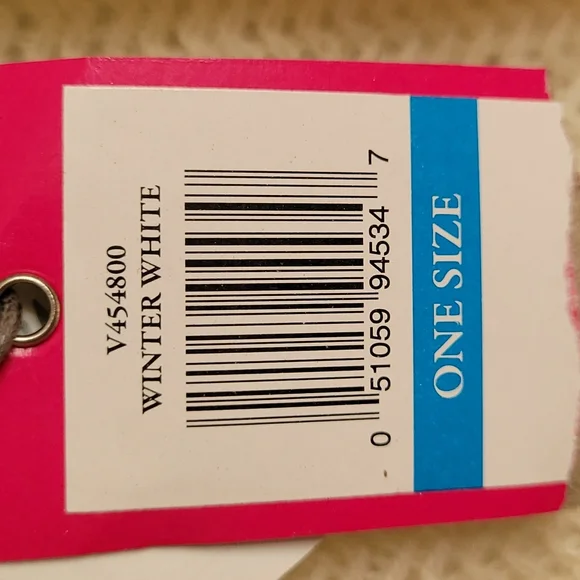 V454800
WINTER WHITE
0 51059 94534 7
ONE SIZE